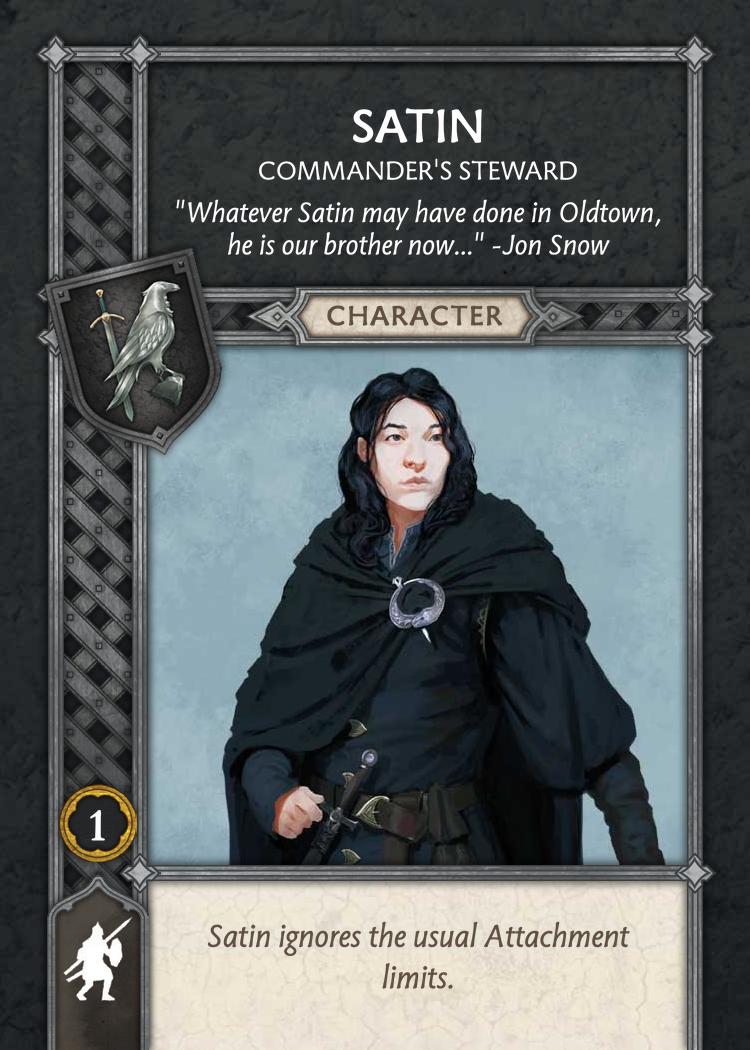 SATIN
COMMANDER'S STEWARD
"Whatever Satin may have done in Oldtown,
he is our brother now..." -Jon Snow
CHARACTER
1
Satin ignores the usual Attachment
limits.